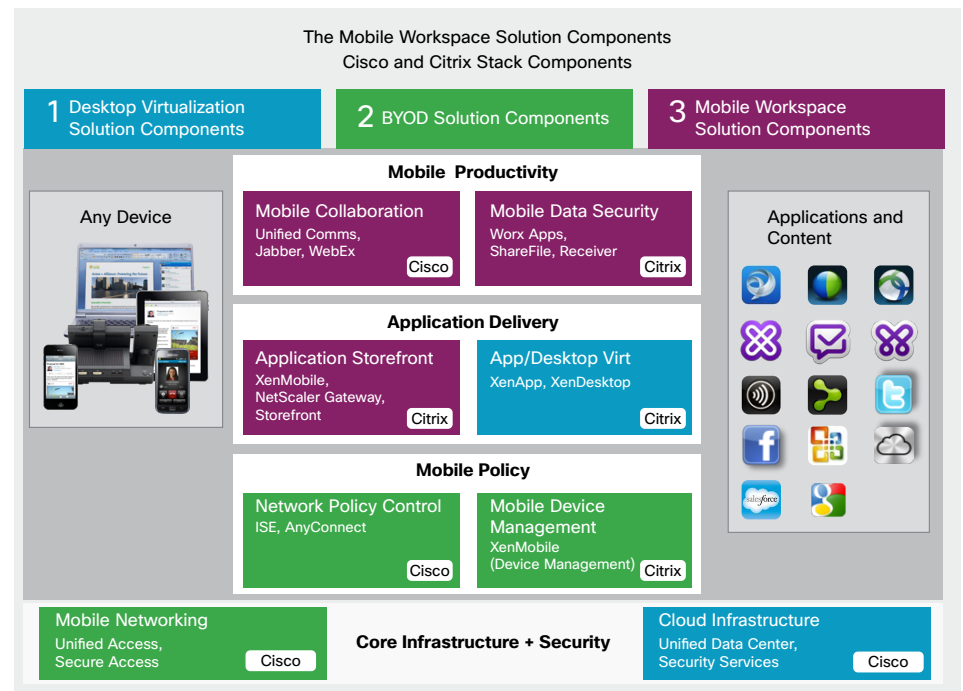 The Mobile Workspace Solution Components
Cisco and Citrix Stack Components
1 Desktop Virtualization
Solution Components
2 BYOD Solution Components
3 Mobile Workspace
Solution Components
Mobile Productivity
Any Device
Mobile Collaboration
Unified Comms,
Jabber, WebEx
Cisco
Mobile Data Security
Worx Apps,
ShareFile, Receiver
Citrix
Applications and
Content
Application Delivery
Application Storefront
XenMobile,
NetScaler Gateway,
Storefront
Citrix
App/Desktop Virt
XenApp, XenDesktop
Citrix
Mobile Policy
Network Policy Control
ISE, AnyConnect
Cisco
Mobile Device
Management
XenMobile
(Device Management)
Citrix
salesforce
Mobile Networking
Unified Access,
Secure Access
Cisco
Core Infrastructure + Security
Cloud Infrastructure
Unified Data Center,
Security Services
Cisco